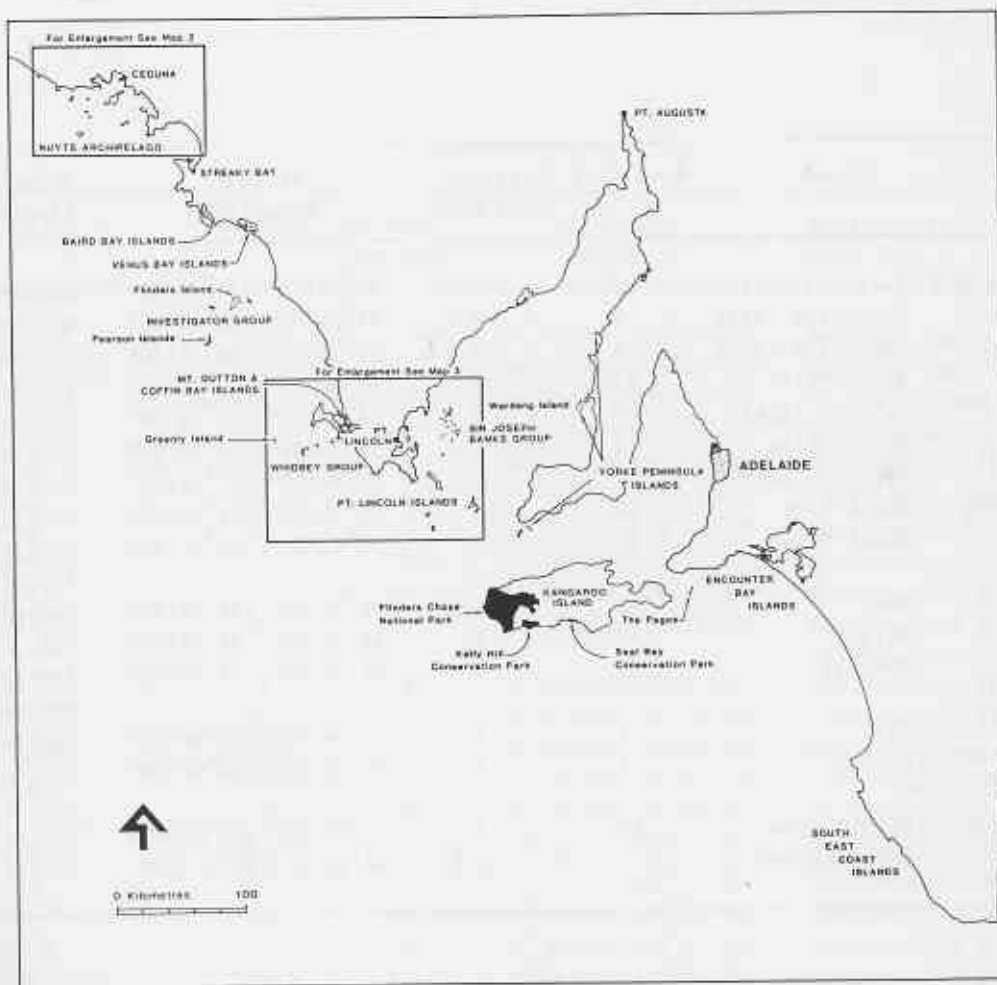 For Enlargement See Map 2
CEDUNA
NUYTS ARCHIPELAGO
STREAKY BAY
PT. AUGUSTA
BAIRD BAY ISLANDS
VENUS BAY ISLANDS
Flinders Island
INVESTIGATOR GROUP
Pearson Islands
For Enlargement See Map 3
MT. DUTTON &
COFFIN BAY ISLANDS
Greenly Island
WHIDBEY GROUP
PT.
LINCOLN
Wardang Island
SIR JOSEPH
BANKS GROUP
PT. LINCOLN ISLANDS
YORKE PENINSULA
ISLANDS
ADELAIDE
KANGAROO
ISLAND
Flinders Chase
National Park
Kelly Hill
Conservation Park
Seal Bay
Conservation Park
The Pages
ENCOUNTER
BAY
ISLANDS
SOUTH
EAST
COAST
ISLANDS
0 Kilometres 100